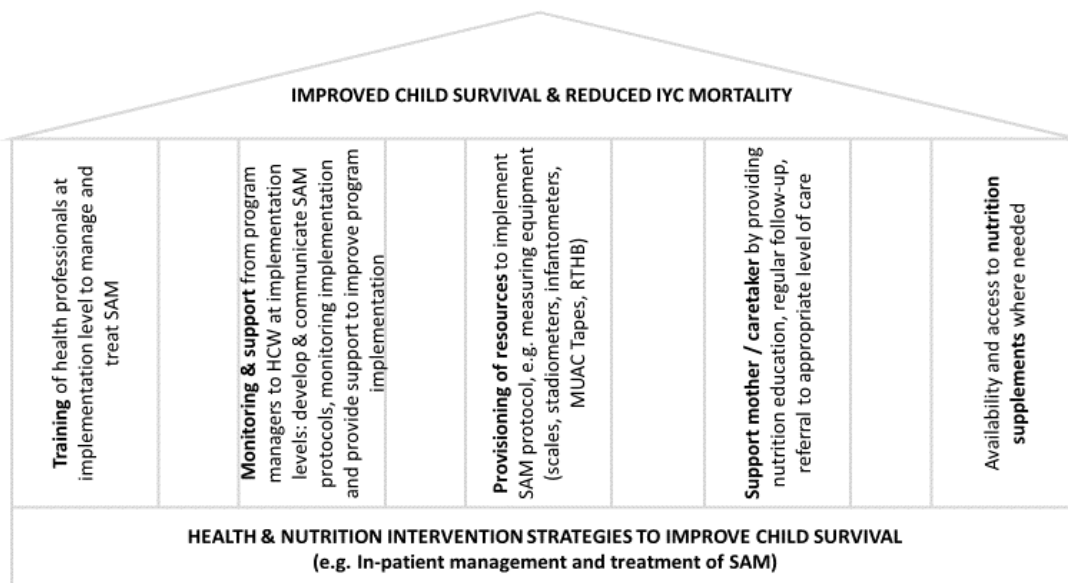 IMPROVED CHILD SURVIVAL & REDUCED IYC MORTALITY
Training of health professionals at
implementation level to manage and
treat SAM
Monitoring & support from program
managers to HCW at implementation
levels: develop & communicate SAM
protocols, monitoring implementation
and provide support to improve program
implementation
Provisioning of resources to implement
SAM protocol, e.g. measuring equipment
(scales, stadiometers, infantometers,
MUAC Tapes, RTHB)
Support mother / caretaker by providing
nutrition education, regular follow-up,
referral to appropriate level of care
Availability and access to nutrition
supplements where needed
HEALTH & NUTRITION INTERVENTION STRATEGIES TO IMPROVE CHILD SURVIVAL
(e.g. In-patient management and treatment of SAM)